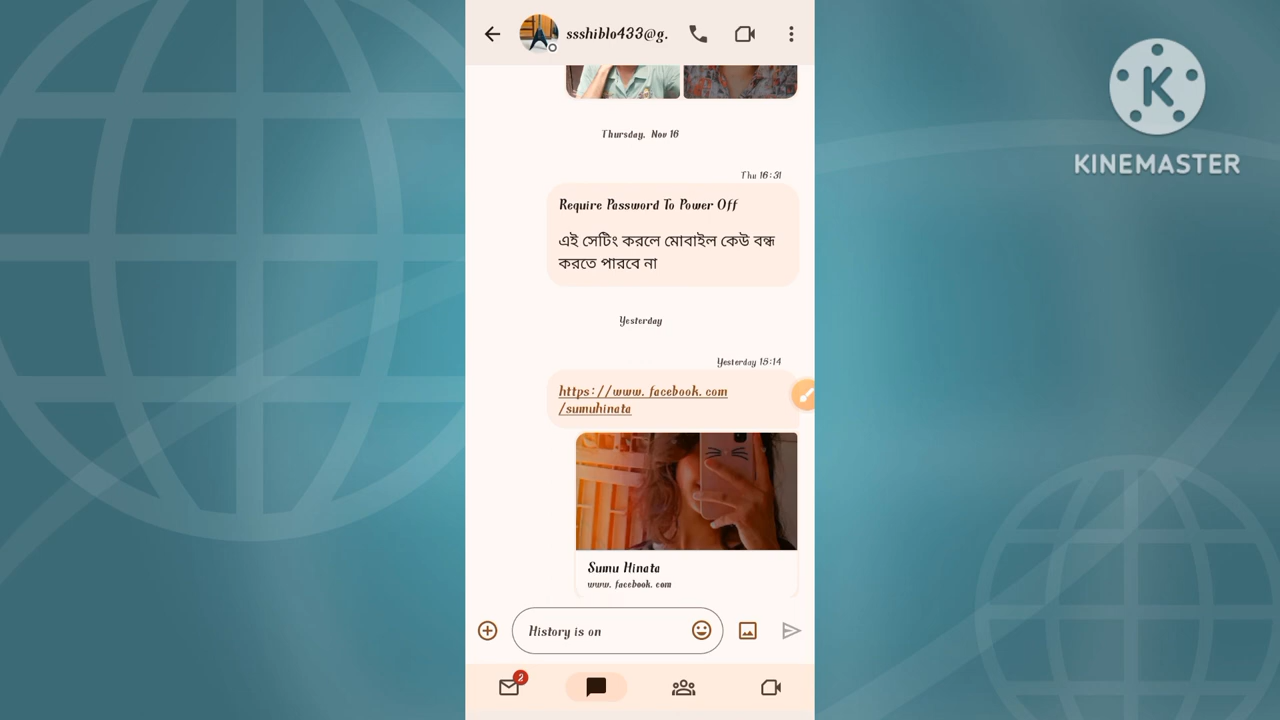 ssshiblo433@g.
KINEMASTER
Thursday, Nov 16
Thu 16:31
Require Password To Power Off
এই সেটিং করলে মোবাইল কেউ বন্ধ
করতে পারবে না
Yesterday
Yesterday 15:14
https://www.facebook.com
/sumuhinata
Sumu Hinata
www.facebook.com
History is on
2